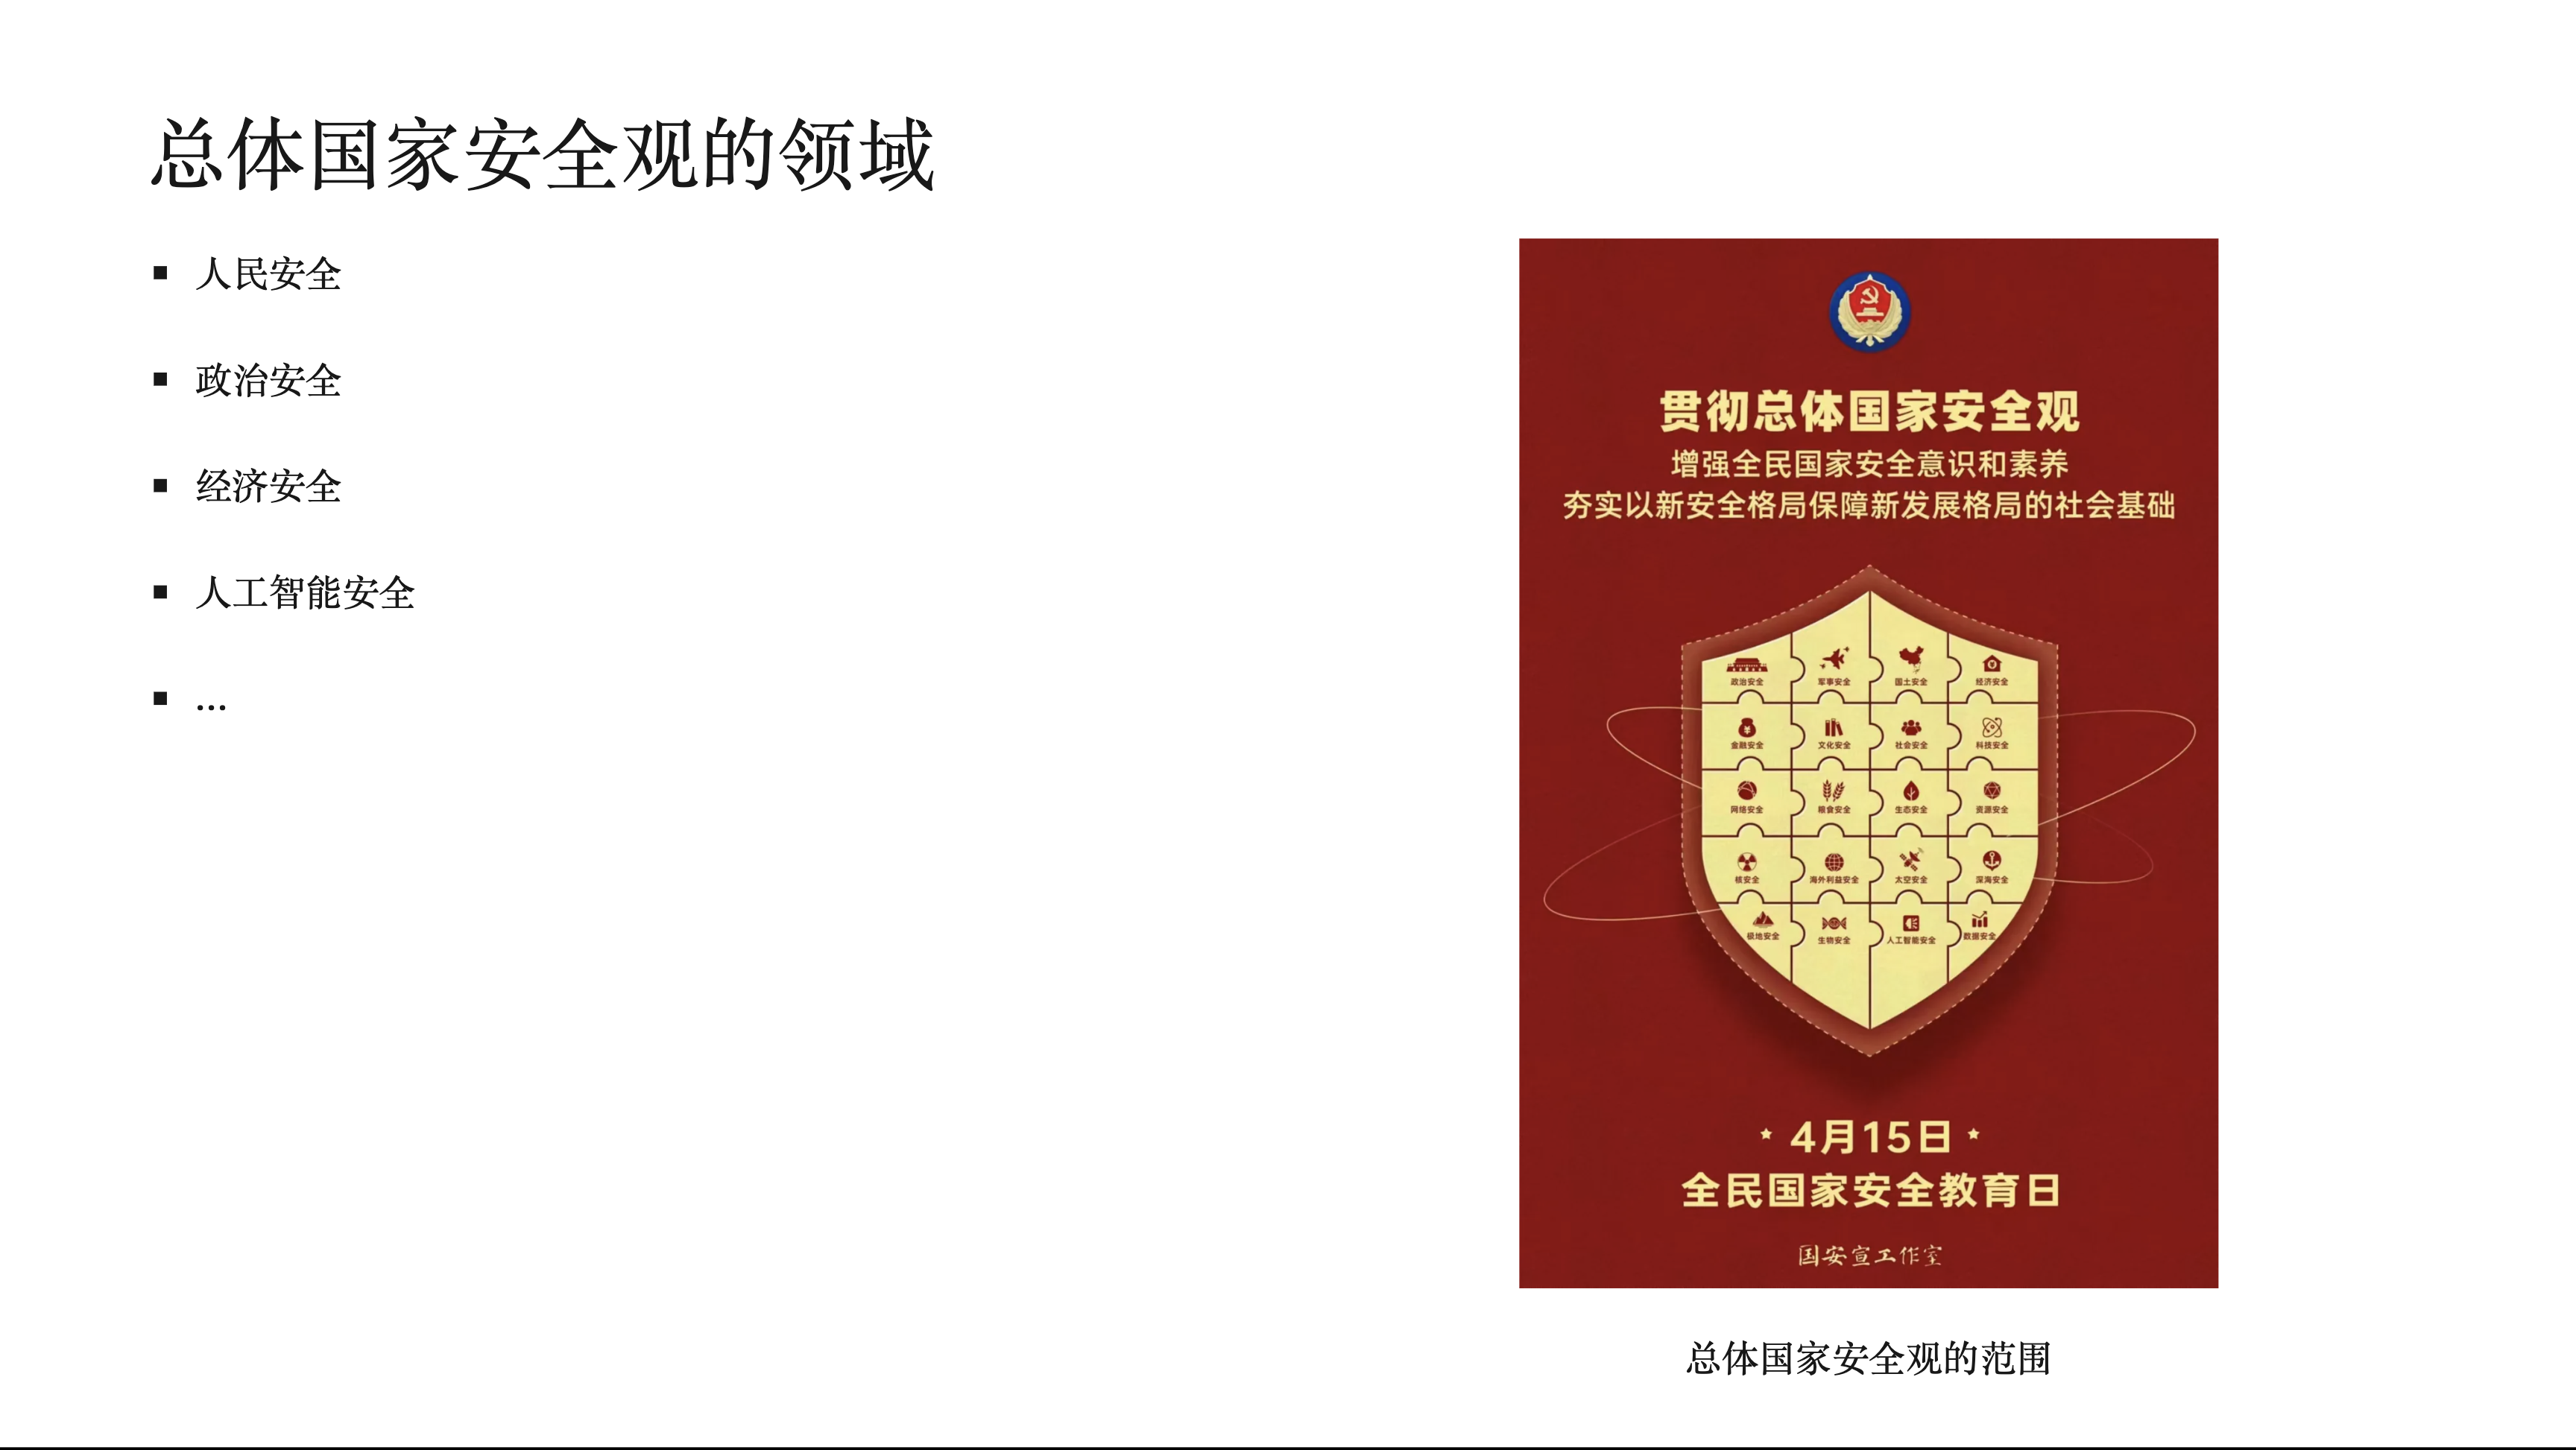 总体国家安全观的领域
人民安全
政治安全
经济安全
人工智能安全
...
贯彻总体国家安全观
增强全民国家安全意识和素养
夯实以新安全格局保障新发展格局的社会基础
政治安全 军事安全 国土安全 经济安全
金融安全 文化安全 社会安全 科技安全
网络安全 粮食安全 生态安全 资源安全
核安全 海外利益安全 太空安全 深海安全
极地安全 生物安全 人工智能安全 数据安全
4月15日
全民国家安全教育日
国安宣工作室
总体国家安全观的范围